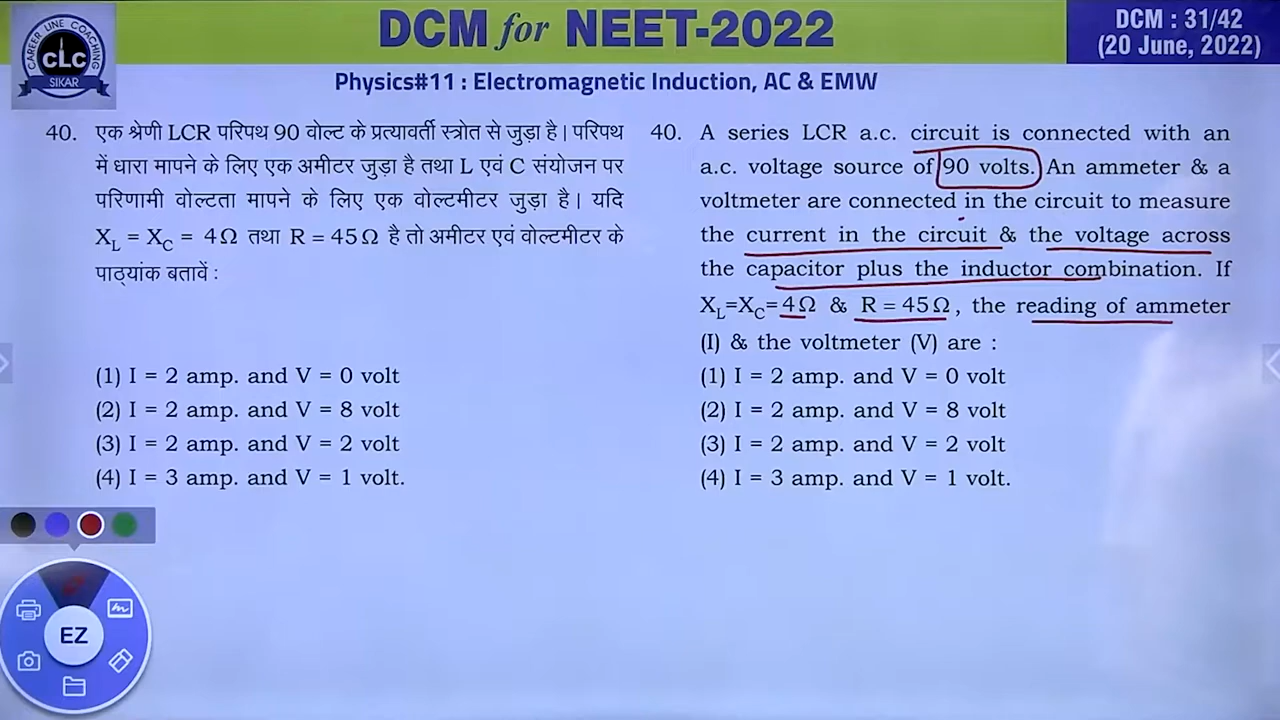 DCM for NEET-2022
DCM : 31/42
(20 June, 2022)
CAREER LINE COACHING
CLC
SIKAR
Physics#11 : Electromagnetic Induction, AC & EMW
40. एक श्रेणी LCR परिपथ 90 वोल्ट के प्रत्यावर्ती स्त्रोत से जुड़ा है। परिपथ
में धारा मापने के लिए एक अमीटर जुड़ा है तथा L एवं C संयोजन पर
परिणामी वोल्टता मापने के लिए एक वोल्टमीटर जुड़ा है। यदि
X_L = X_C = 4Ω तथा R = 45Ω है तो अमीटर एवं वोल्टमीटर के
पाठ्यांक बतावें :
(1) I = 2 amp. and V = 0 volt
(2) I = 2 amp. and V = 8 volt
(3) I = 2 amp. and V = 2 volt
(4) I = 3 amp. and V = 1 volt.
40. A series LCR a.c. circuit is connected with an
a.c. voltage source of 90 volts. An ammeter & a
voltmeter are connected in the circuit to measure
the current in the circuit & the voltage across
the capacitor plus the inductor combination. If
X_L=X_C=4Ω & R = 45Ω, the reading of ammeter
(I) & the voltmeter (V) are :
(1) I = 2 amp. and V = 0 volt
(2) I = 2 amp. and V = 8 volt
(3) I = 2 amp. and V = 2 volt
(4) I = 3 amp. and V = 1 volt.
EZ